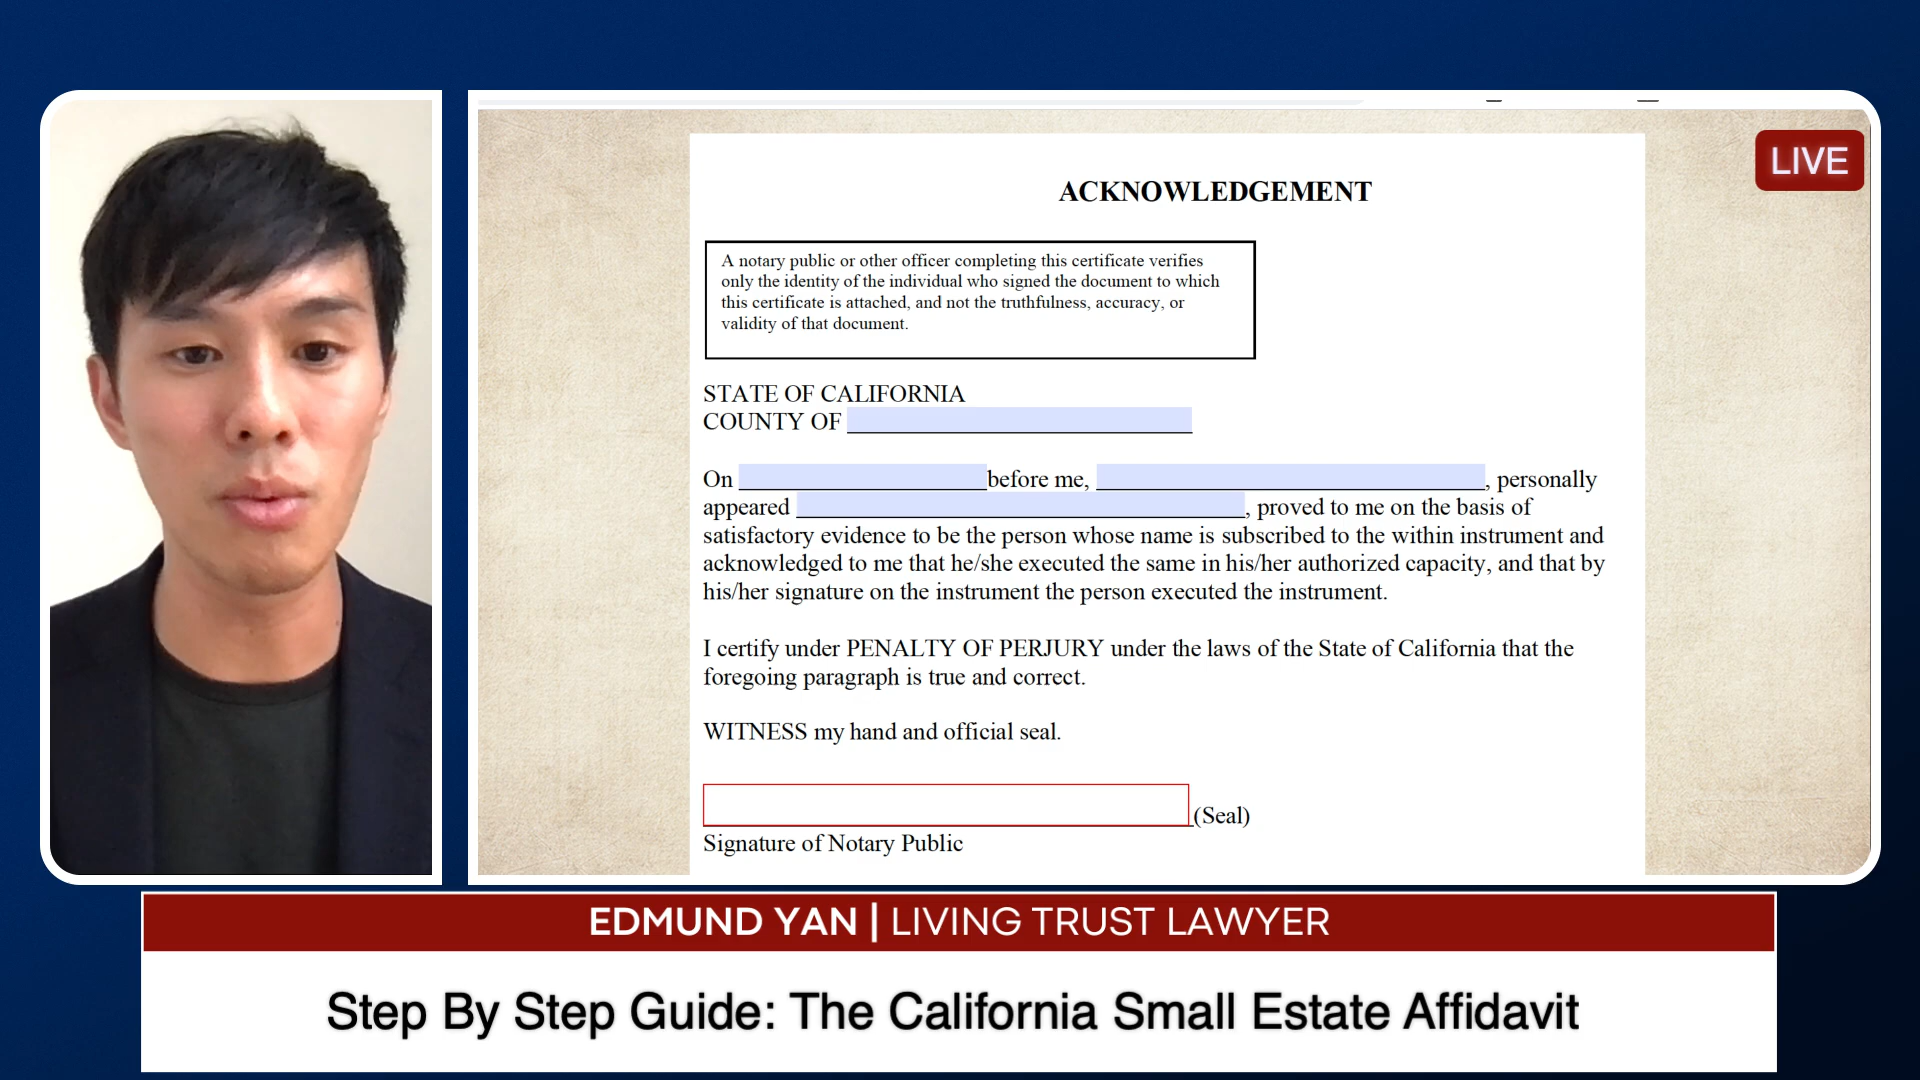 LIVE
ACKNOWLEDGEMENT
A notary public or other officer completing this certificate verifies
only the identity of the individual who signed the document to which
this certificate is attached, and not the truthfulness, accuracy, or
validity of that document.
STATE OF CALIFORNIA
COUNTY OF
On before me, , personally
appeared , proved to me on the basis of
satisfactory evidence to be the person whose name is subscribed to the within instrument and
acknowledged to me that he/she executed the same in his/her authorized capacity, and that by
his/her signature on the instrument the person executed the instrument.
I certify under PENALTY OF PERJURY under the laws of the State of California that the
foregoing paragraph is true and correct.
WITNESS my hand and official seal.
(Seal)
Signature of Notary Public
EDMUND YAN | LIVING TRUST LAWYER
Step By Step Guide: The California Small Estate Affidavit